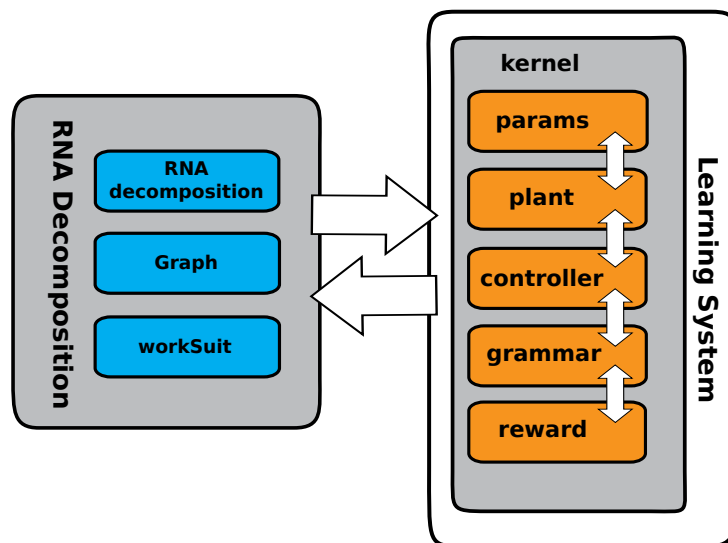 RNA Decomposition
RNA
decomposition
Graph
workSuit
kernel
params
plant
controller
grammar
reward
Learning System